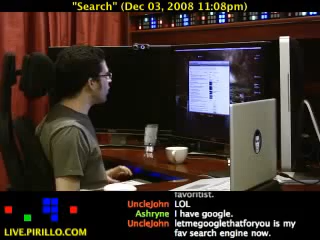 "Search" (Dec 03, 2008 11:08pm)
favoritist.
UncleJohn LOL
Ashryne I have google.
UncleJohn letmegooglethatforyou is my
fav search engine now.
LIVE.PIRILLO.COM